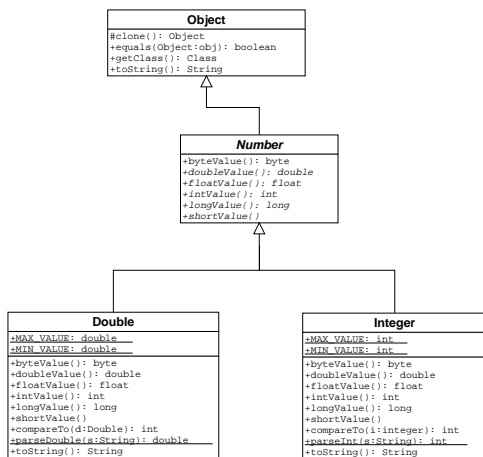 Object
#clone(): Object
+equals(Object:obj): boolean
+getClass(): Class
+toString(): String
Number
+byteValue(): byte
+doubleValue(): double
+floatValue(): float
+intValue(): int
+longValue(): long
+shortValue()
Double
+MAX_VALUE: double
+MIN_VALUE: double
+byteValue(): byte
+doubleValue(): double
+floatValue(): float
+intValue(): int
+longValue(): long
+shortValue()
+compareTo(d:Double): int
+parseDouble(s:String): double
+toString(): String
Integer
+MAX_VALUE: int
+MIN_VALUE: int
+byteValue(): byte
+doubleValue(): double
+floatValue(): float
+intValue(): int
+longValue(): long
+shortValue()
+compareTo(i:integer): int
+parseInt(s:String): int
+toString(): String